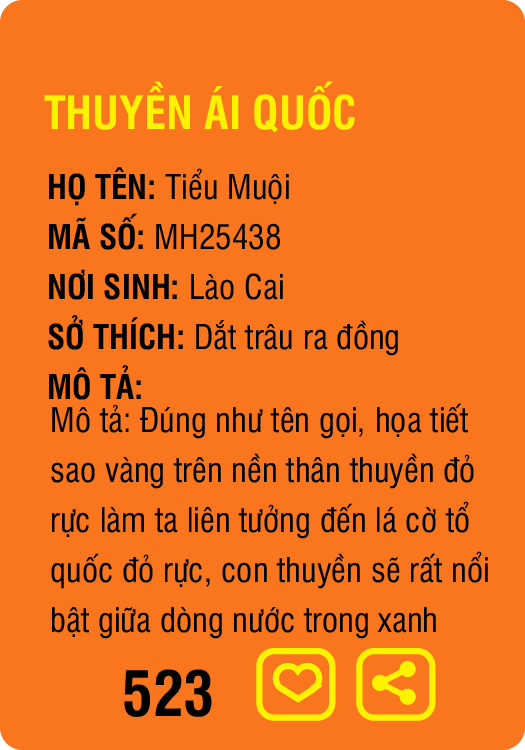 THUYỀN ÁI QUỐC
HỌ TÊN: Tiểu Muội
MÃ SỐ: MH25438
NƠI SINH: Lào Cai
SỞ THÍCH: Dắt trâu ra đồng
MÔ TẢ:
Mô tả: Đúng như tên gọi, họa tiết
sao vàng trên nền thân thuyền đỏ
rực làm ta liên tưởng đến lá cờ tổ
quốc đỏ rực, con thuyền sẽ rất nổi
bật giữa dòng nước trong xanh
523